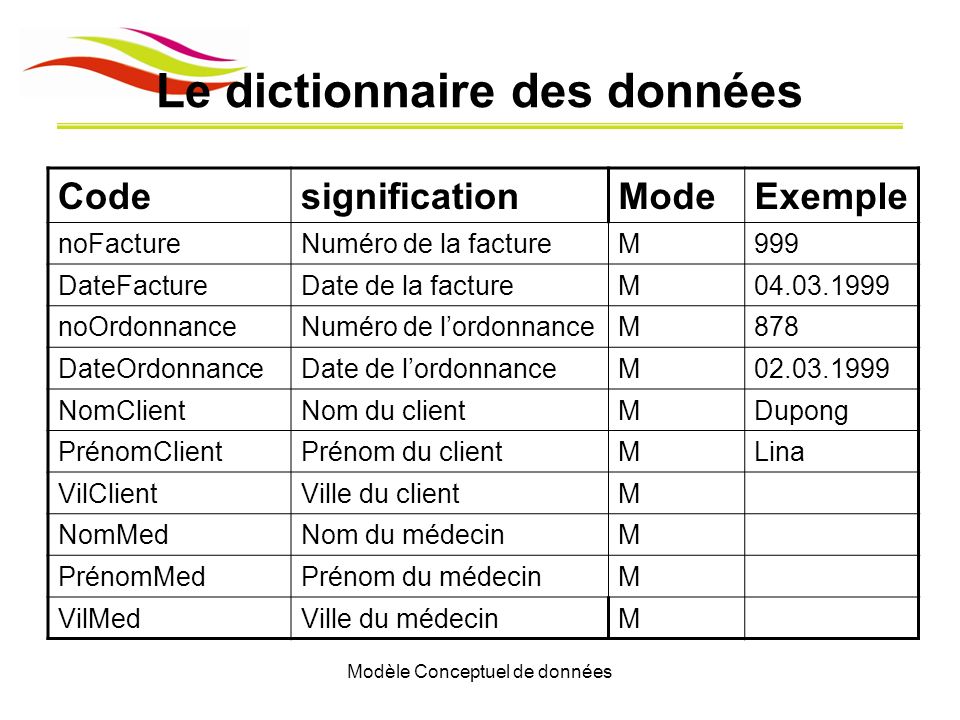 Le dictionnaire des données
Code signification Mode Exemple
noFacture Numéro de la facture M 999
DateFacture Date de la facture M 04.03.1999
noOrdonnance Numéro de l’ordonnance M 878
DateOrdonnance Date de l’ordonnance M 02.03.1999
NomClient Nom du client M Dupong
PrénomClient Prénom du client M Lina
VilClient Ville du client M
NomMed Nom du médecin M
PrénomMed Prénom du médecin M
VilMed Ville du médecin M
Modèle Conceptuel de données